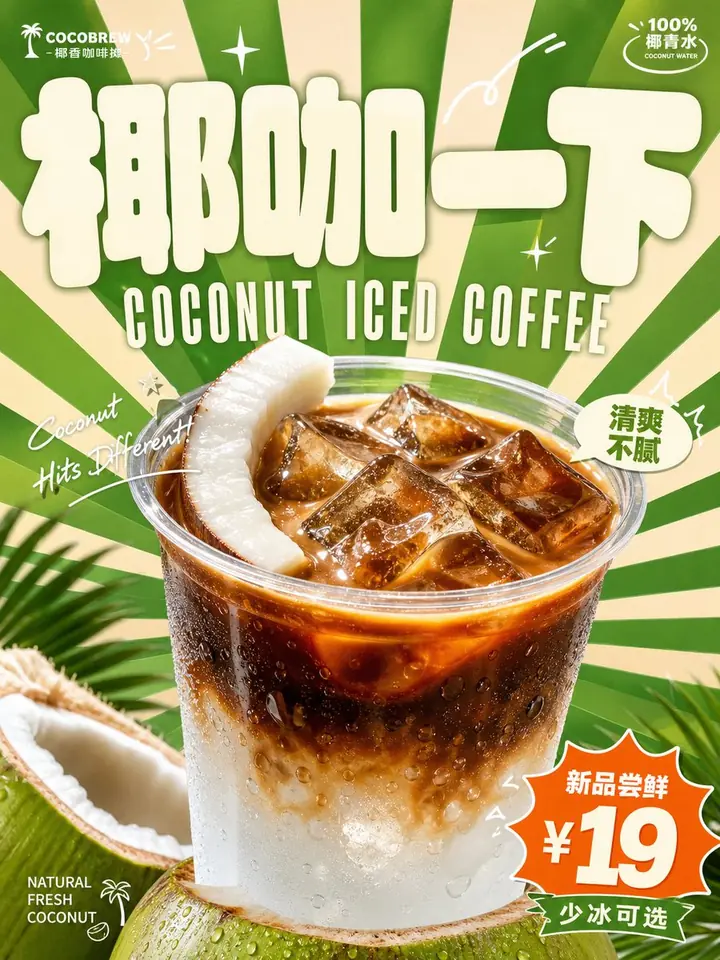 COCOBREW
-椰香咖啡摊-
100%
椰青水
COCONUT WATER
椰咖一下
COCONUT ICED COFFEE
Coconut
Hits Different!
清爽
不腻
新品尝鲜
¥19
少冰可选
NATURAL
FRESH
COCONUT